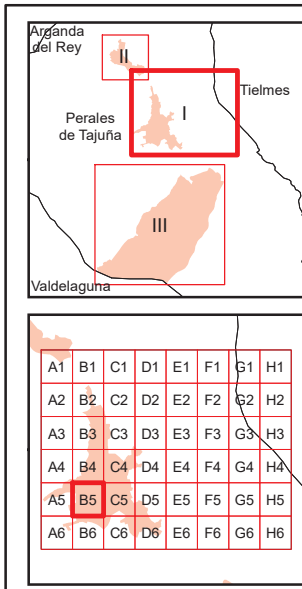 Arganda
del Rey
II
Tielmes
I
Perales
de Tajuña
III
Valdelaguna
A1 B1 C1 D1 E1 F1 G1 H1
A2 B2 C2 D2 E2 F2 G2 H2
A3 B3 C3 D3 E3 F3 G3 H3
A4 B4 C4 D4 E4 F4 G4 H4
A5 B5 C5 D5 E5 F5 G5 H5
A6 B6 C6 D6 E6 F6 G6 H6